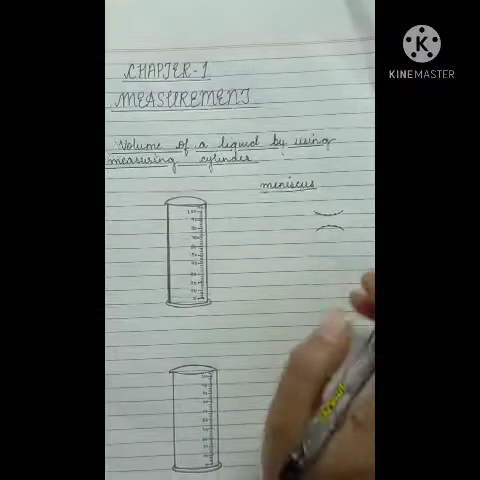 CHAPTER-1
MEASUREMENT
Volume of a liquid by using
measuring cylinder :
meniscus
K
KINEMASTER